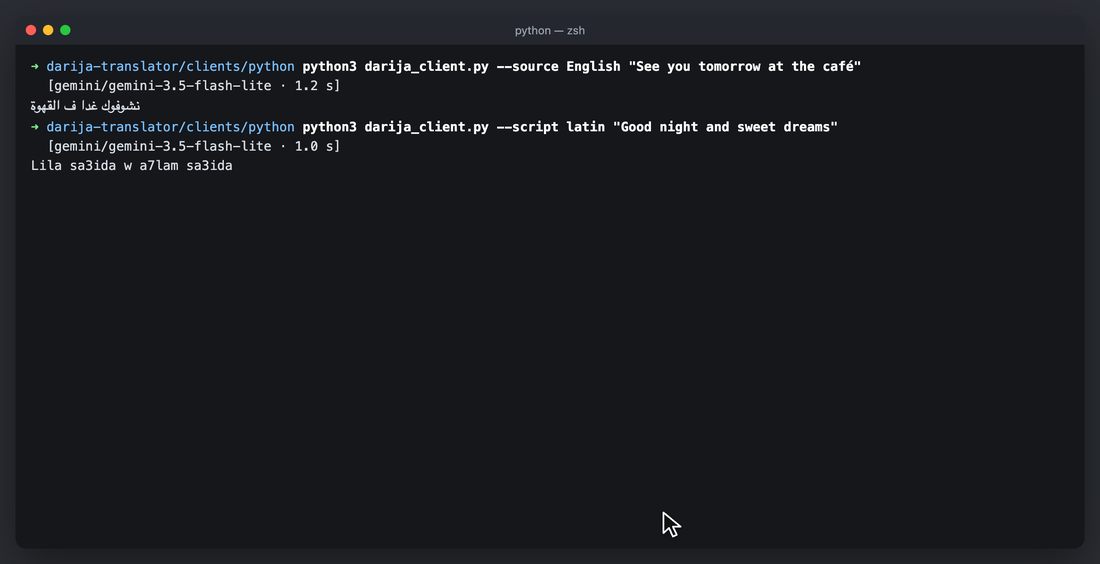 python — zsh
➜ darija-translator/clients/python python3 darija_client.py --source English "See you tomorrow at the café"
[gemini/gemini-3.5-flash-lite · 1.2 s]
نشوفوك غدا ف القهوة
➜ darija-translator/clients/python python3 darija_client.py --script latin "Good night and sweet dreams"
[gemini/gemini-3.5-flash-lite · 1.0 s]
Lila sa3ida w a7lam sa3ida